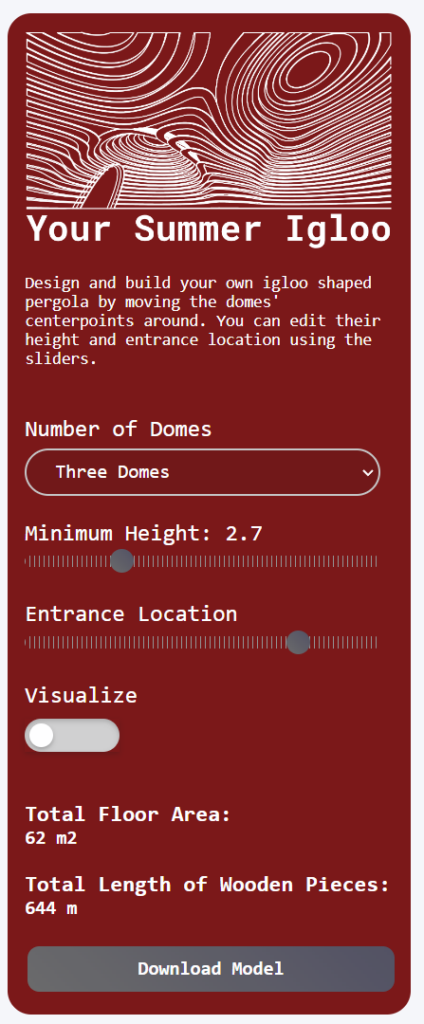 Your Summer Igloo
Design and build your own igloo shaped
pergola by moving the domes'
centerpoints around. You can edit their
height and entrance location using the
sliders.
Number of Domes
Three Domes
Minimum Height: 2.7
Entrance Location
Visualize
Total Floor Area:
62 m2
Total Length of Wooden Pieces:
644 m
Download Model